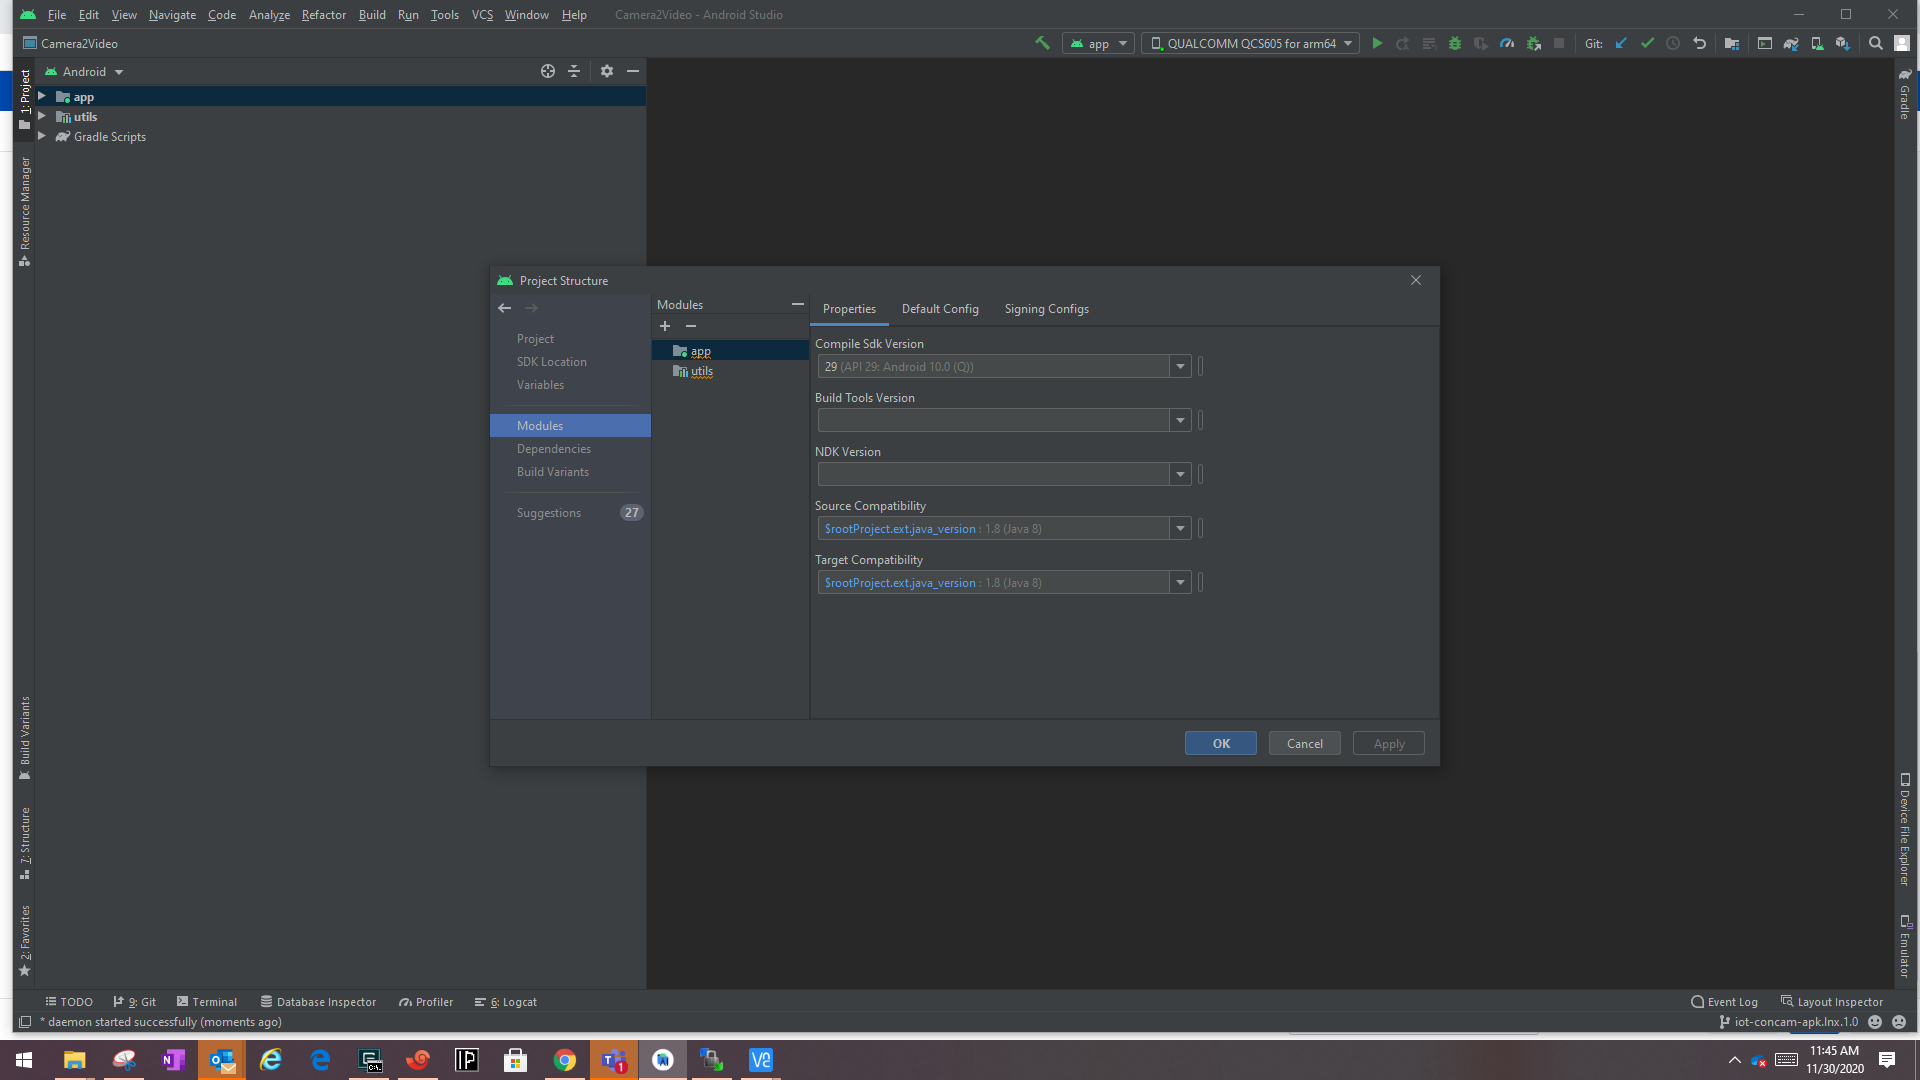 File Edit View Navigate Code Analyze Refactor Build Run Tools VCS Window Help Camera2Video - Android Studio
Camera2Video
app
QUALCOMM QCS605 for arm64
Git:
1: Project
Resource Manager
Build Variants
7: Structure
2: Favorites
Android
app
utils
Gradle Scripts
Project Structure
Project
SDK Location
Variables
Modules
Dependencies
Build Variants
Suggestions 27
Modules
app
utils
Properties Default Config Signing Configs
Compile Sdk Version
29 (API 29: Android 10.0 (Q))
Build Tools Version
NDK Version
Source Compatibility
$rootProject.ext.java_version : 1.8 (Java 8)
Target Compatibility
$rootProject.ext.java_version : 1.8 (Java 8)
OK Cancel Apply
Gradle
Device File Explorer
Emulator
TODO 9: Git Terminal Database Inspector Profiler 6: Logcat Event Log Layout Inspector
* daemon started successfully (moments ago)
iot-concam-apk.lnx.1.0
11:45 AM
11/30/2020